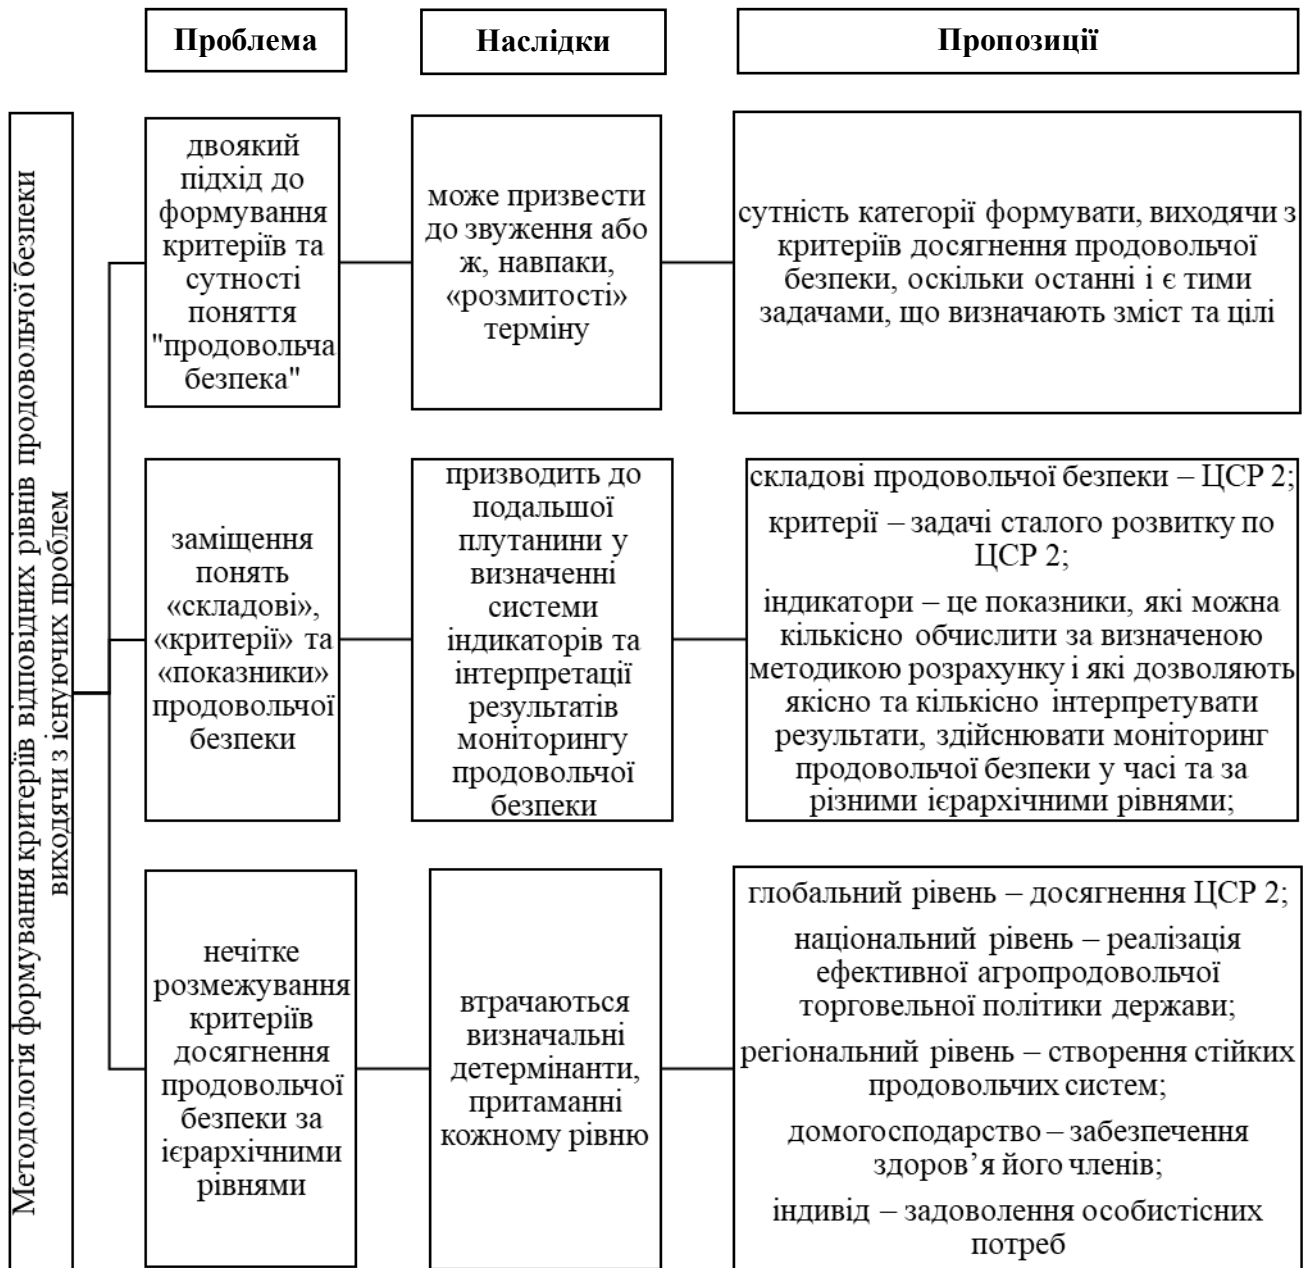 Проблема
Наслідки
Пропозиції
Методологія формування критеріїв відповідних рівнів продовольчої безпеки
виходячи з існуючих проблем
двоякий
підхід до
формування
критеріїв та
сутності
поняття
"продовольча
безпека"
може призвести
до звуження або
ж, навпаки,
«розмитості»
терміну
сутність категорії формувати, виходячи з
критеріїв досягнення продовольчої
безпеки, оскільки останні і є тими
задачами, що визначають зміст та цілі
заміщення
понять
«складові»,
«критерії» та
«показники»
продовольчої
безпеки
призводить до
подальшої
плутанини у
визначенні
системи
індикаторів та
інтерпретації
результатів
моніторингу
продовольчої
безпеки
складові продовольчої безпеки – ЦСР 2;
критерії – задачі сталого розвитку по
ЦСР 2;
індикатори – це показники, які можна
кількісно обчислити за визначеною
методикою розрахунку і які дозволяють
якісно та кількісно інтерпретувати
результати, здійснювати моніторинг
продовольчої безпеки у часі та за
різними ієрархічними рівнями;
нечітке
розмежування
критеріїв
досягнення
продовольчої
безпеки за
ієрархічними
рівнями
втрачаються
визначальні
детермінанти,
притаманні
кожному рівню
глобальний рівень – досягнення ЦСР 2;
національний рівень – реалізація
ефективної агропродовольчої
торговельної політики держави;
регіональний рівень – створення стійких
продовольчих систем;
домогосподарство – забезпечення
здоров’я його членів;
індивід – задоволення особистісних
потреб